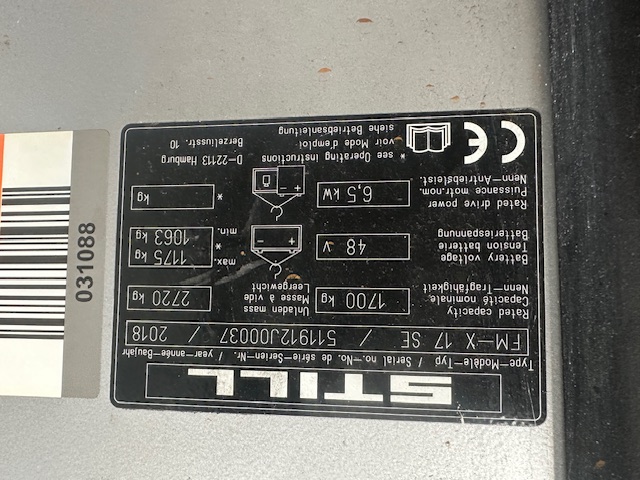 STILL
Type-Modèle-Typ / Serial no.-No. de série-Serien-Nr. / year-année-Baujahr
FM-X 17 SE / 511912J00037 / 2018
Rated capacity
Capacité nominale
Nenn-Tragfähigkeit
1700 kg
Unladen mass
Masse à vide
Leergewicht
2720 kg
Battery voltage
Tension batterie
Batteriespannung
48 V
max. 1175 kg
*
min. 1063 kg
Rated drive power
Puissance motr.nom.
Nenn-Antriebsleist.
6,5 kW
* kg
CE
* see Operating instructions
voir Mode d'emploi
siehe Betriebsanleitung
Berzeliusstr. 10
D-22113 Hamburg
031088